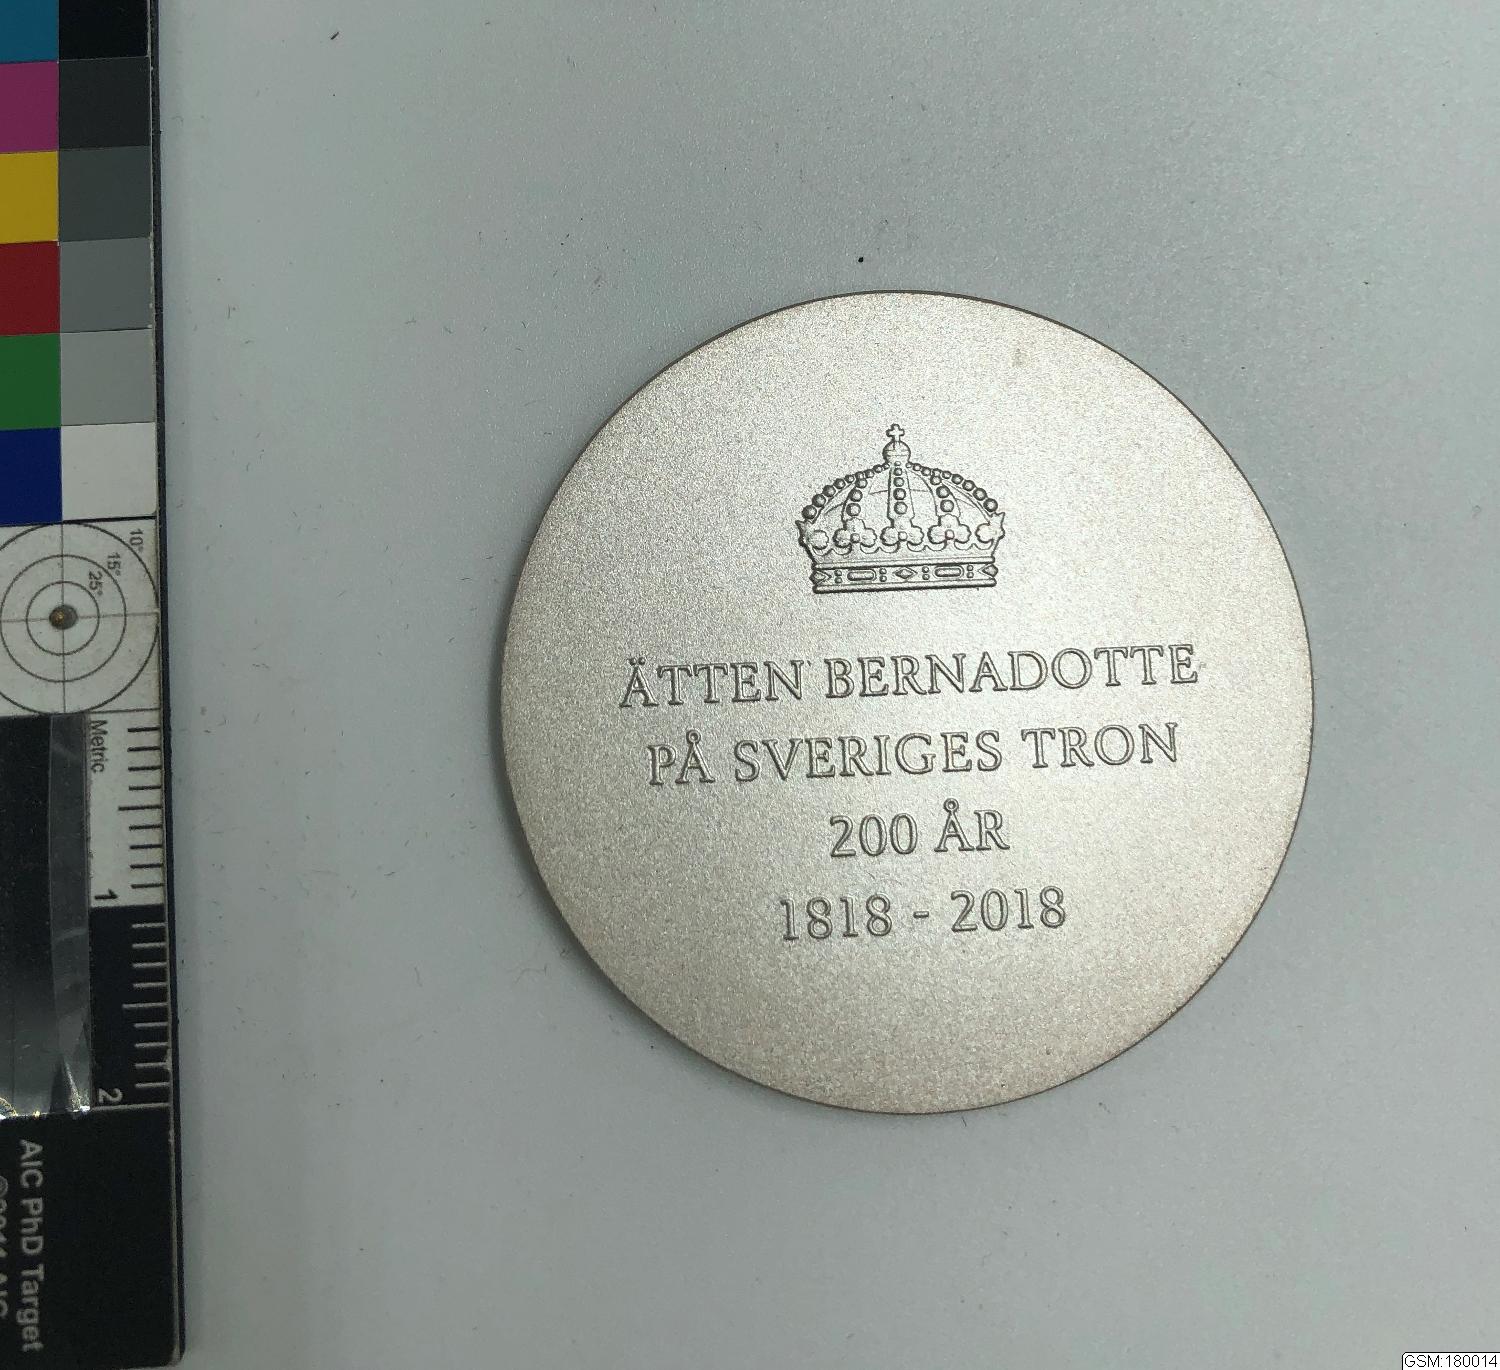 ÄTTEN BERNADOTTE
PÅ SVERIGES TRON
200 ÅR
1818 - 2018
10°
15°
25°
Metric
1
2
AIC PhD Target
GSM:180014